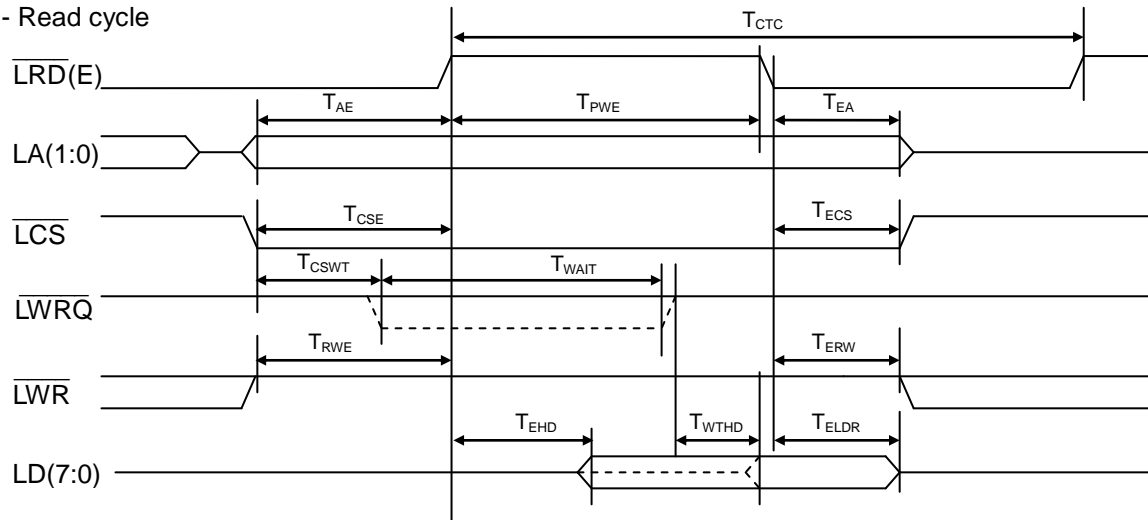 - Read cycle
TCTC
LRD(E)
TAE
TPWE
TEA
LA(1:0)
TCSE
TECS
LCS
TCSWT
TWAIT
LWRQ
TRWE
TERW
LWR
TEHD
TWTHD
TELDR
LD(7:0)